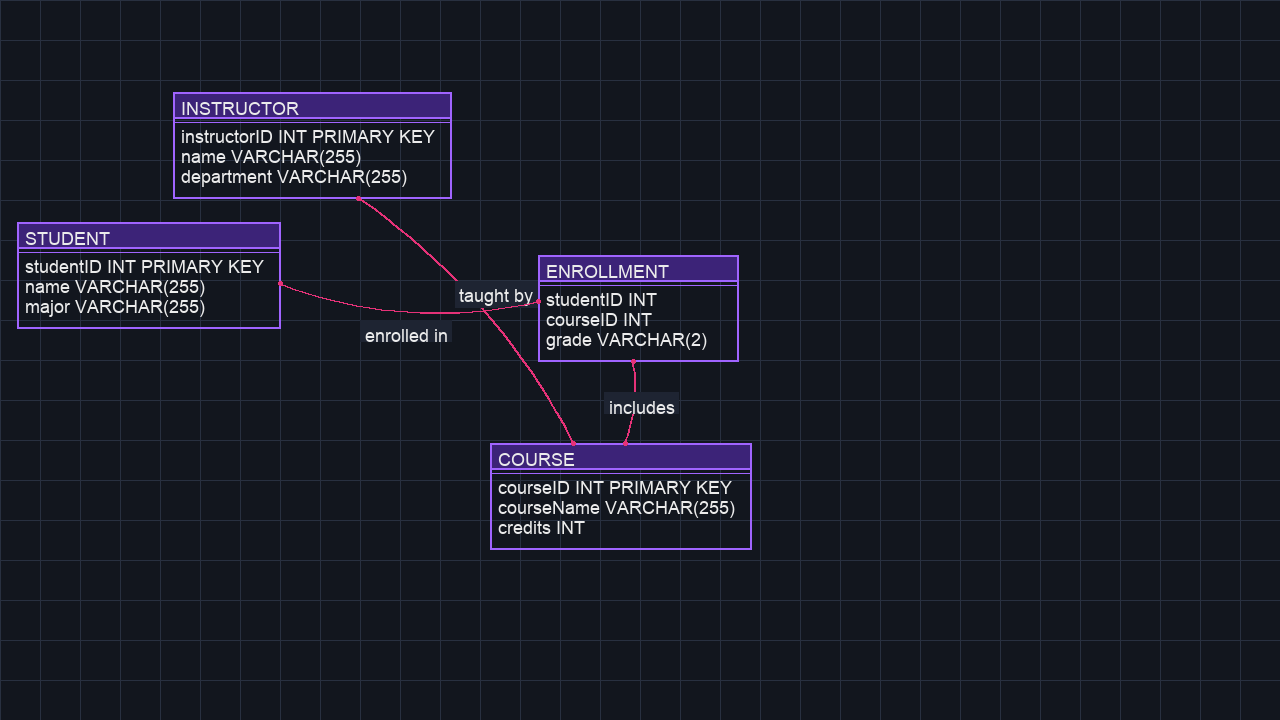 INSTRUCTOR
instructorID INT PRIMARY KEY
name VARCHAR(255)
department VARCHAR(255)
STUDENT
studentID INT PRIMARY KEY
name VARCHAR(255)
major VARCHAR(255)
ENROLLMENT
studentID INT
courseID INT
grade VARCHAR(2)
taught by
enrolled in
includes
COURSE
courseID INT PRIMARY KEY
courseName VARCHAR(255)
credits INT